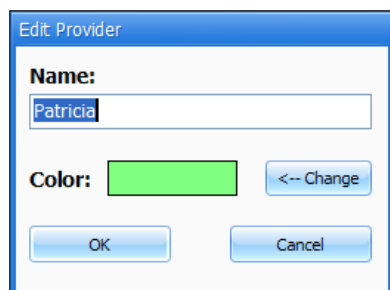 Edit Provider
Name:
Patricia
Color:
<-- Change
OK
Cancel